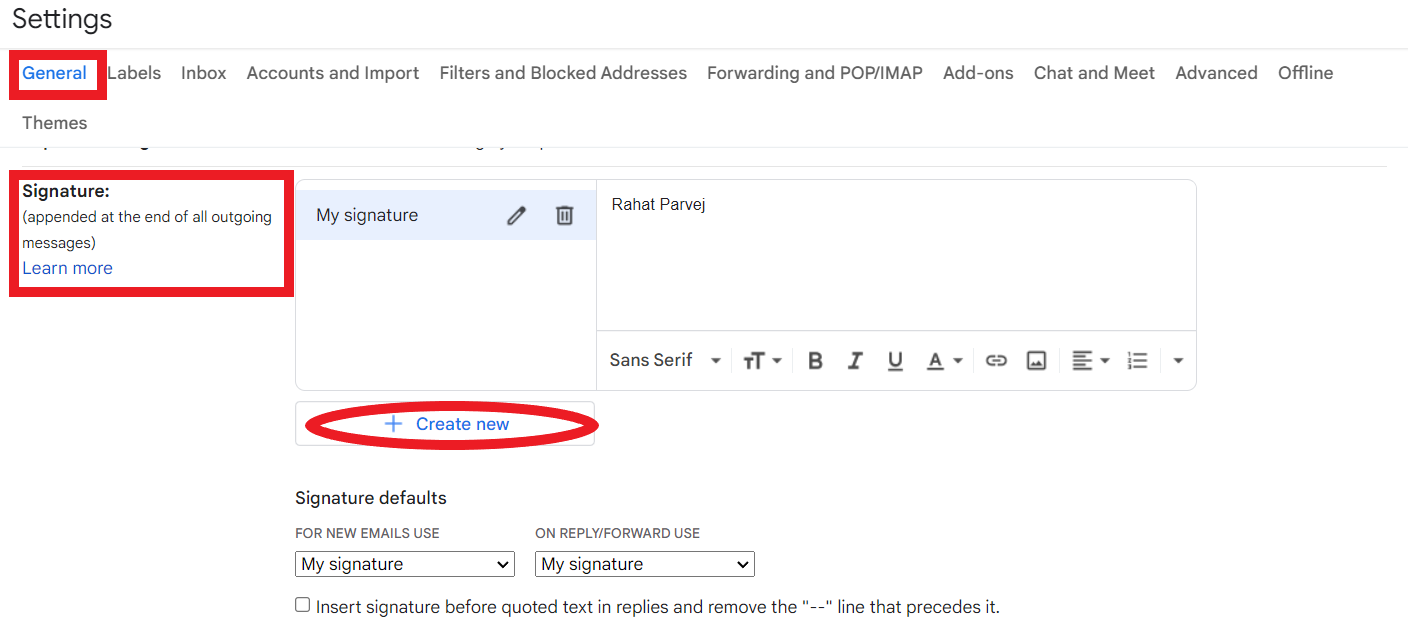 Settings
General Labels Inbox Accounts and Import Filters and Blocked Addresses Forwarding and POP/IMAP Add-ons Chat and Meet Advanced Offline
Themes
Signature:
(appended at the end of all outgoing
messages)
Learn more
My signature
Rahat Parvej
Sans Serif
+ Create new
Signature defaults
FOR NEW EMAILS USE ON REPLY/FORWARD USE
My signature My signature
Insert signature before quoted text in replies and remove the "--" line that precedes it.